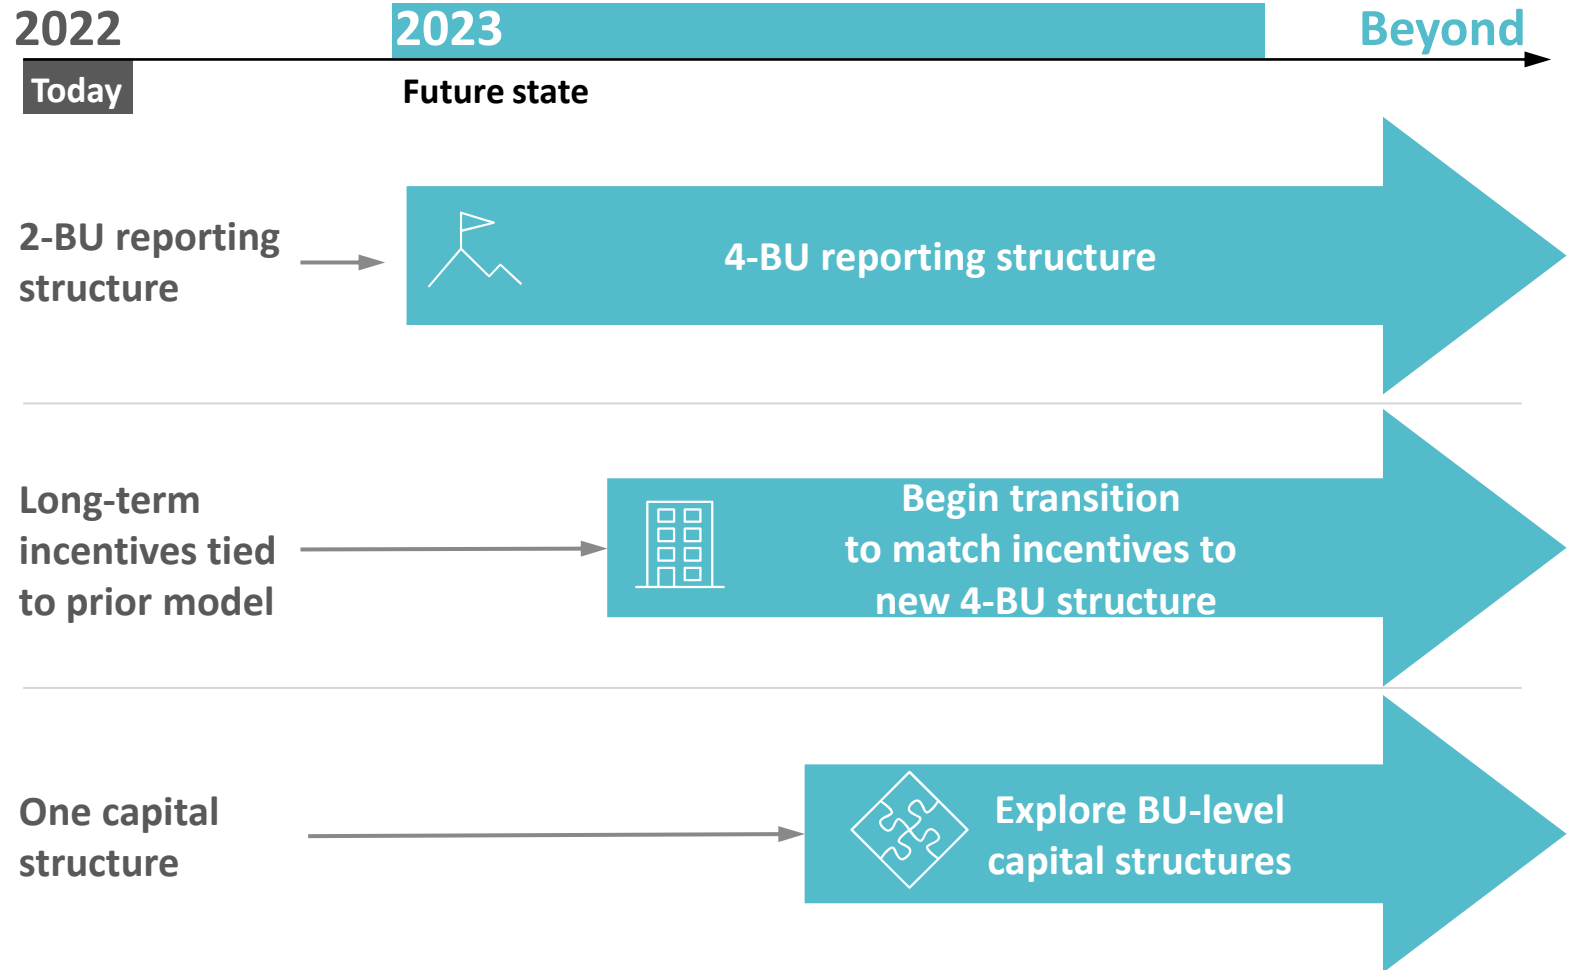 2022
2023
Beyond
Today
Future state
2-BU reporting
structure
4-BU reporting structure
Long-term
incentives tied
to prior model
Begin transition
to match incentives to
new 4-BU structure
One capital
structure
Explore BU-level
capital structures